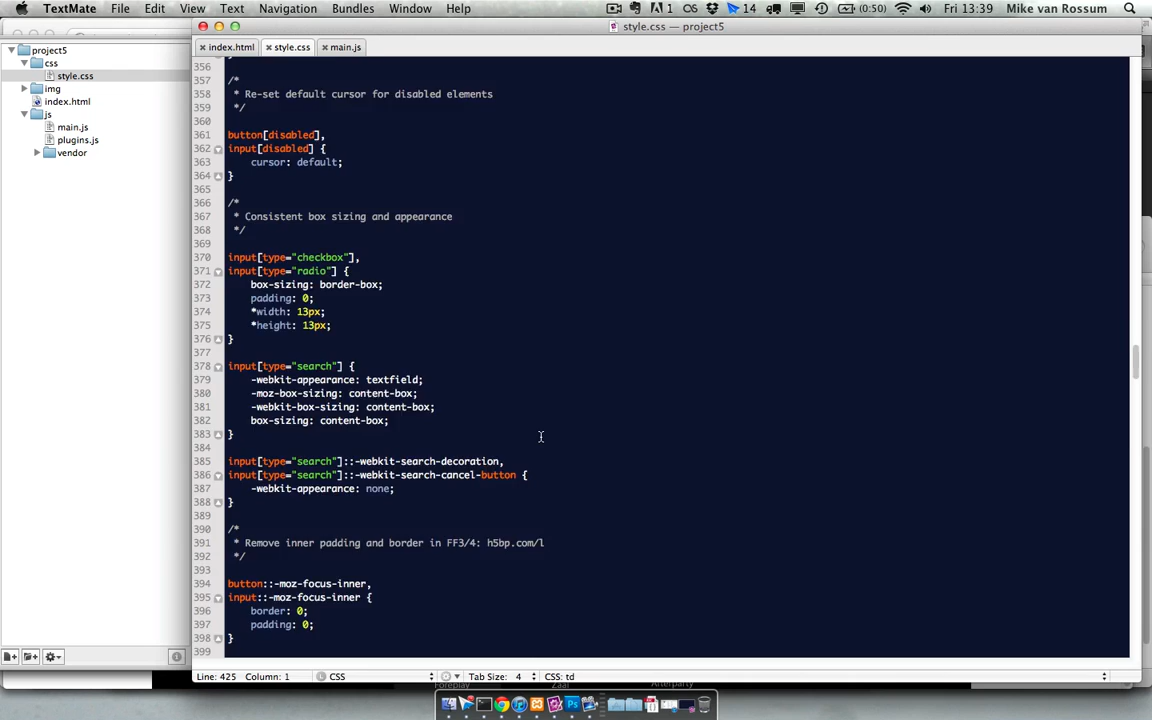 TextMate File Edit View Text Navigation Bundles Window Help 1 OS 14 (0:50) Fri 13:39 Mike van Rossum
style.css — project5
index.html style.css main.js
project5
css
style.css
img
index.html
js
main.js
plugins.js
vendor
356
357 /*
358  * Re-set default cursor for disabled elements
359  */
360
361 button[disabled],
362 input[disabled] {
363     cursor: default;
364 }
365
366 /*
367  * Consistent box sizing and appearance
368  */
369
370 input[type="checkbox"],
371 input[type="radio"] {
372     box-sizing: border-box;
373     padding: 0;
374     *width: 13px;
375     *height: 13px;
376 }
377
378 input[type="search"] {
379     -webkit-appearance: textfield;
380     -moz-box-sizing: content-box;
381     -webkit-box-sizing: content-box;
382     box-sizing: content-box;
383 }
384
385 input[type="search"]::-webkit-search-decoration,
386 input[type="search"]::-webkit-search-cancel-button {
387     -webkit-appearance: none;
388 }
389
390 /*
391  * Remove inner padding and border in FF3/4: h5bp.com/l
392  */
393
394 button::-moz-focus-inner,
395 input::-moz-focus-inner {
396     border: 0;
397     padding: 0;
398 }
399
Line: 425 Column: 1 CSS Tab Size: 4 CSS: td
Foreplay Zaal Afterparty